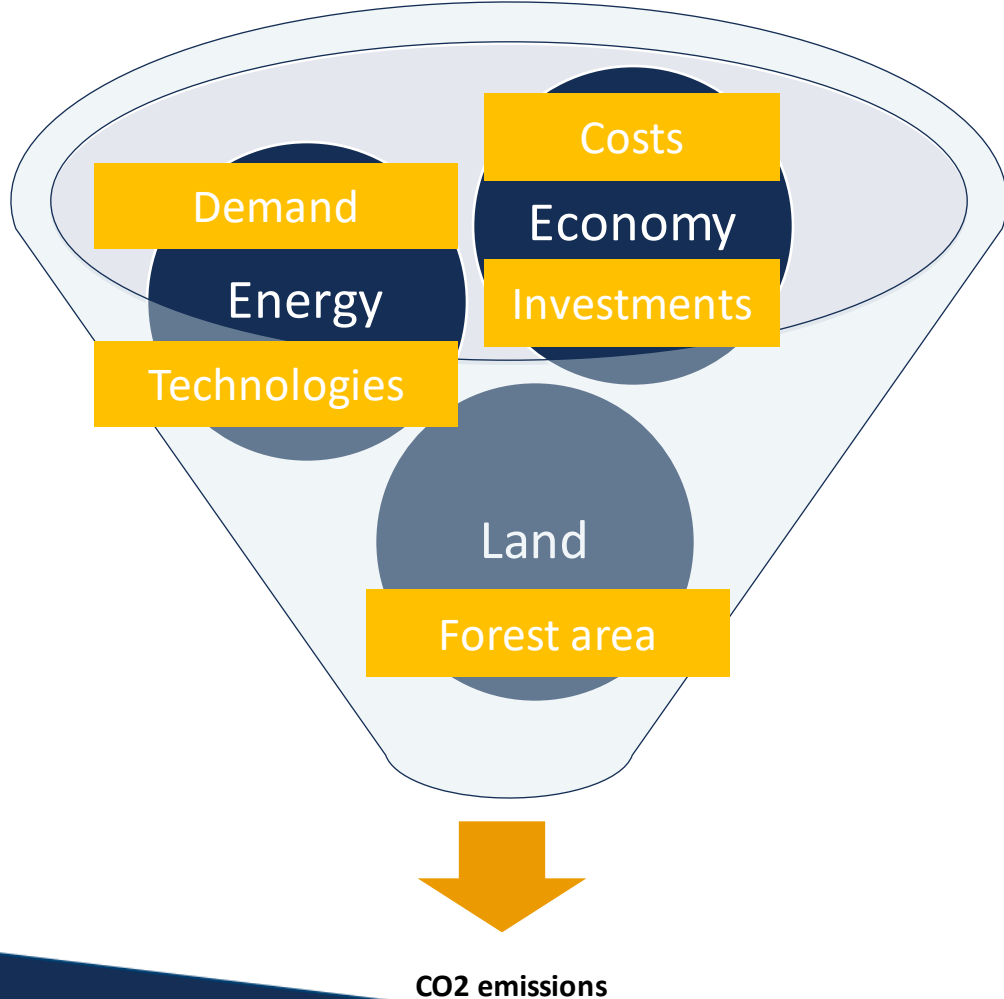 Demand
Energy
Technologies
Costs
Economy
Investments
Land
Forest area
CO2 emissions